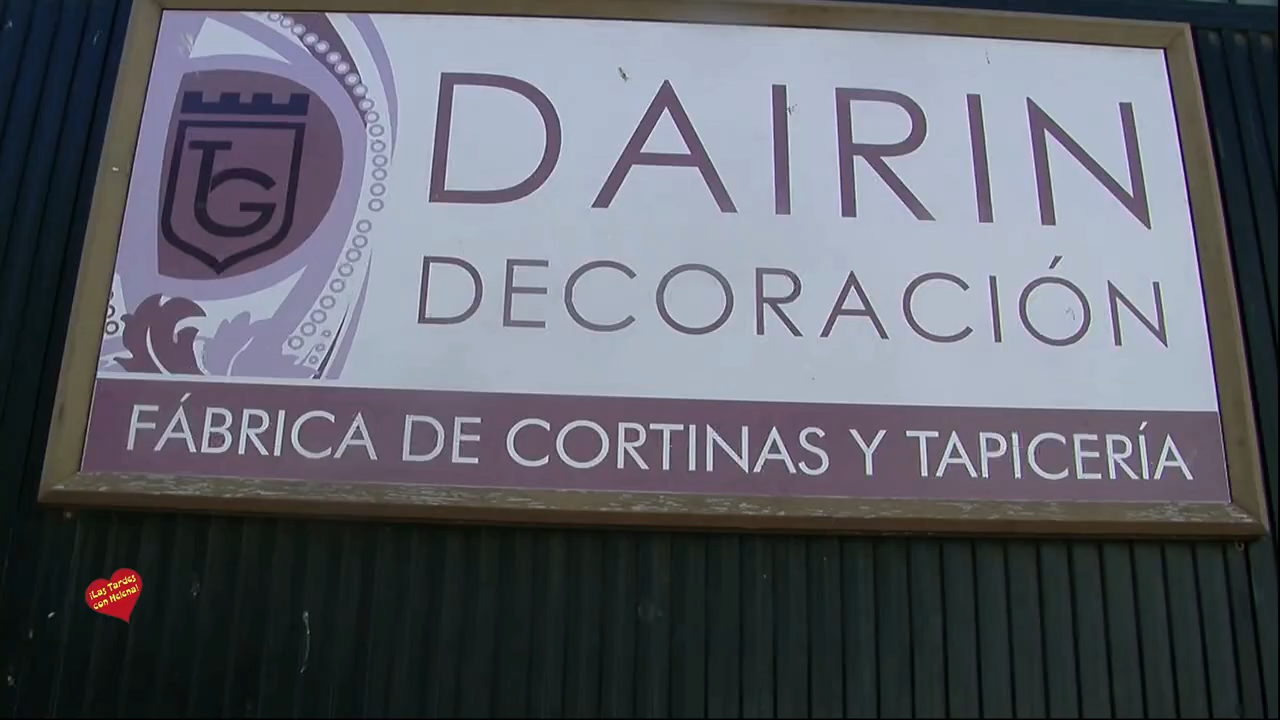 TG
DAIRIN
DECORACIÓN
FÁBRICA DE CORTINAS Y TAPICERÍA
¡Las Tardes
con Helena!